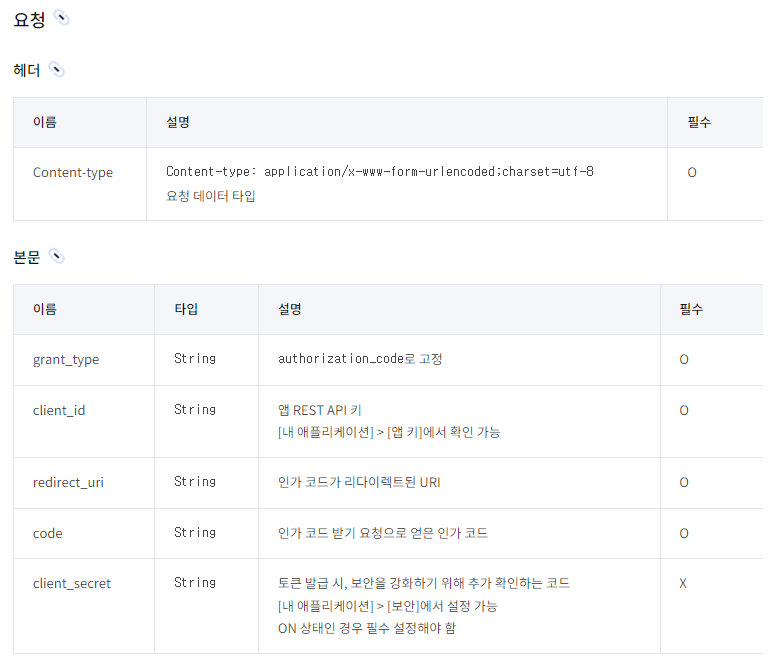 요청
헤더
이름 설명 필수
Content-type Content-type: application/x-www-form-urlencoded;charset=utf-8 O
요청 데이터 타입
본문
이름 타입 설명 필수
grant_type String authorization_code로 고정 O
client_id String 앱 REST API 키 O
[내 애플리케이션] > [앱 키]에서 확인 가능
redirect_uri String 인가 코드가 리다이렉트된 URI O
code String 인가 코드 받기 요청으로 얻은 인가 코드 O
client_secret String 토큰 발급 시, 보안을 강화하기 위해 추가 확인하는 코드 X
[내 애플리케이션] > [보안]에서 설정 가능
ON 상태인 경우 필수 설정해야 함